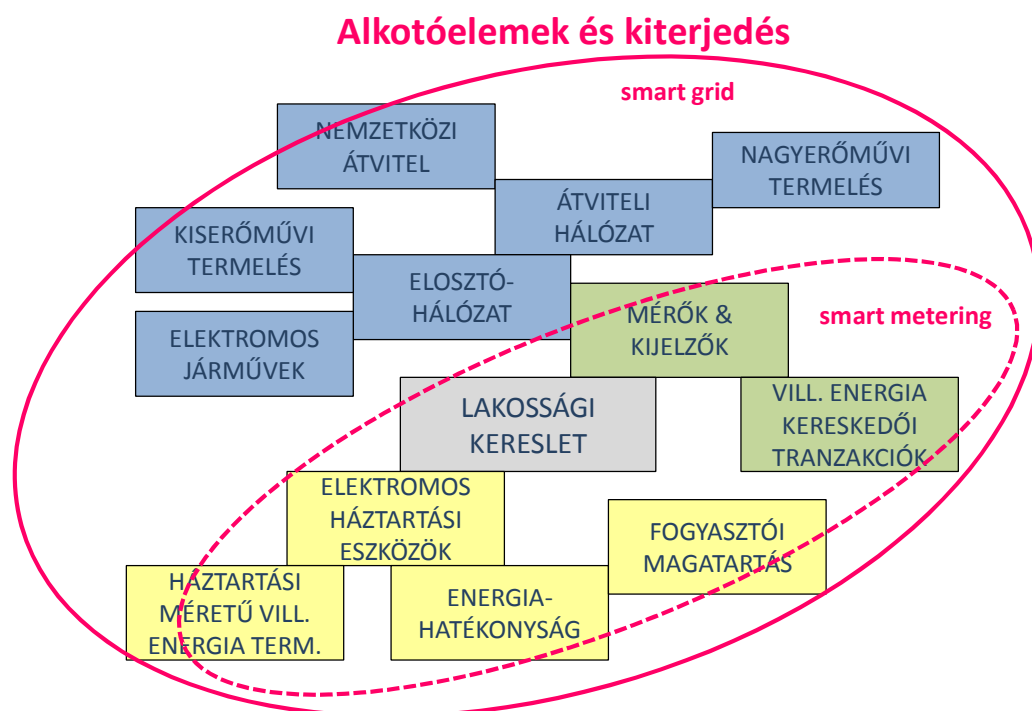 Alkotóelemek és kiterjedés
smart grid
NEMZETKÖZI
ÁTVITEL
NAGYERŐMŰVI
TERMELÉS
ÁTVITELI
HÁLÓZAT
KISERŐMŰVI
TERMELÉS
ELOSZTÓ-
HÁLÓZAT
MÉRŐK &
KIJELZŐK
smart metering
ELEKTROMOS
JÁRMŰVEK
LAKOSSÁGI
KERESLET
VILL. ENERGIA
KERESKEDŐI
TRANZAKCIÓK
ELEKTROMOS
HÁZTARTÁSI
ESZKÖZÖK
FOGYASZTÓI
MAGATARTÁS
HÁZTARTÁSI
MÉRETŰ VILL.
ENERGIA TERM.
ENERGIA-
HATÉKONYSÁG